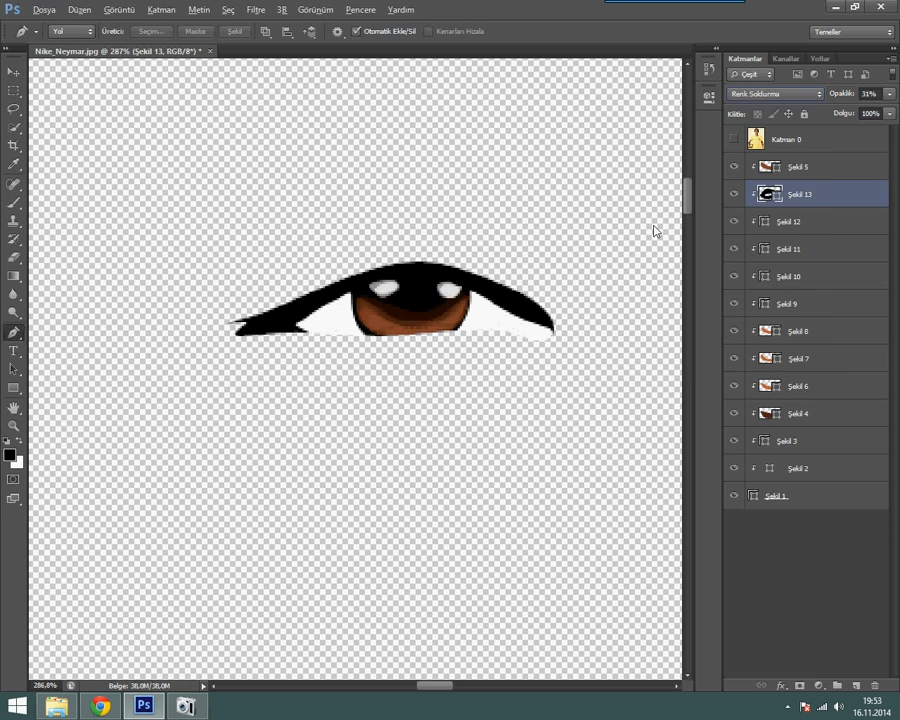 Ps Dosya Düzen Görüntü Katman Metin Seç Filtre 3B Görünüm Pencere Yardım
Yol Üretici: Seçim... Maske Şekil Otomatik Ekle/Sil Kenarları Hizala Temeller
Nike_Neymar.jpg @ 287% (Şekil 13, RGB/8*) * ×
Katmanlar Kanallar Yollar
Çeşit
Renk Soldurma Opaklık: 31%
Kilitle: Dolgu: 100%
Katman 0
Şekil 5
Şekil 13
Şekil 12
Şekil 11
Şekil 10
Şekil 9
Şekil 8
Şekil 7
Şekil 6
Şekil 4
Şekil 3
Şekil 2
Şekil 1
T
286,8% Belge: 38,0M/38,0M
fx
Ps
19:53
16.11.2014